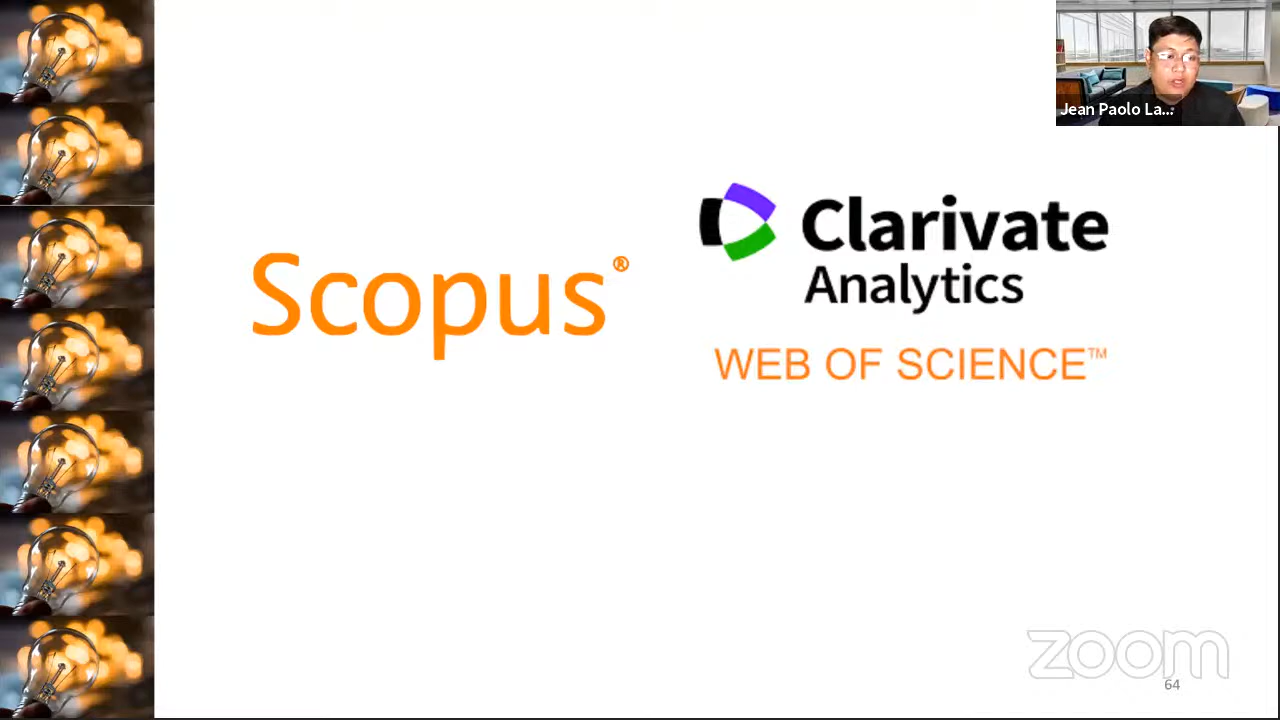 Jean Paolo La...
Scopus®
Clarivate
Analytics
WEB OF SCIENCE™
zoom
64